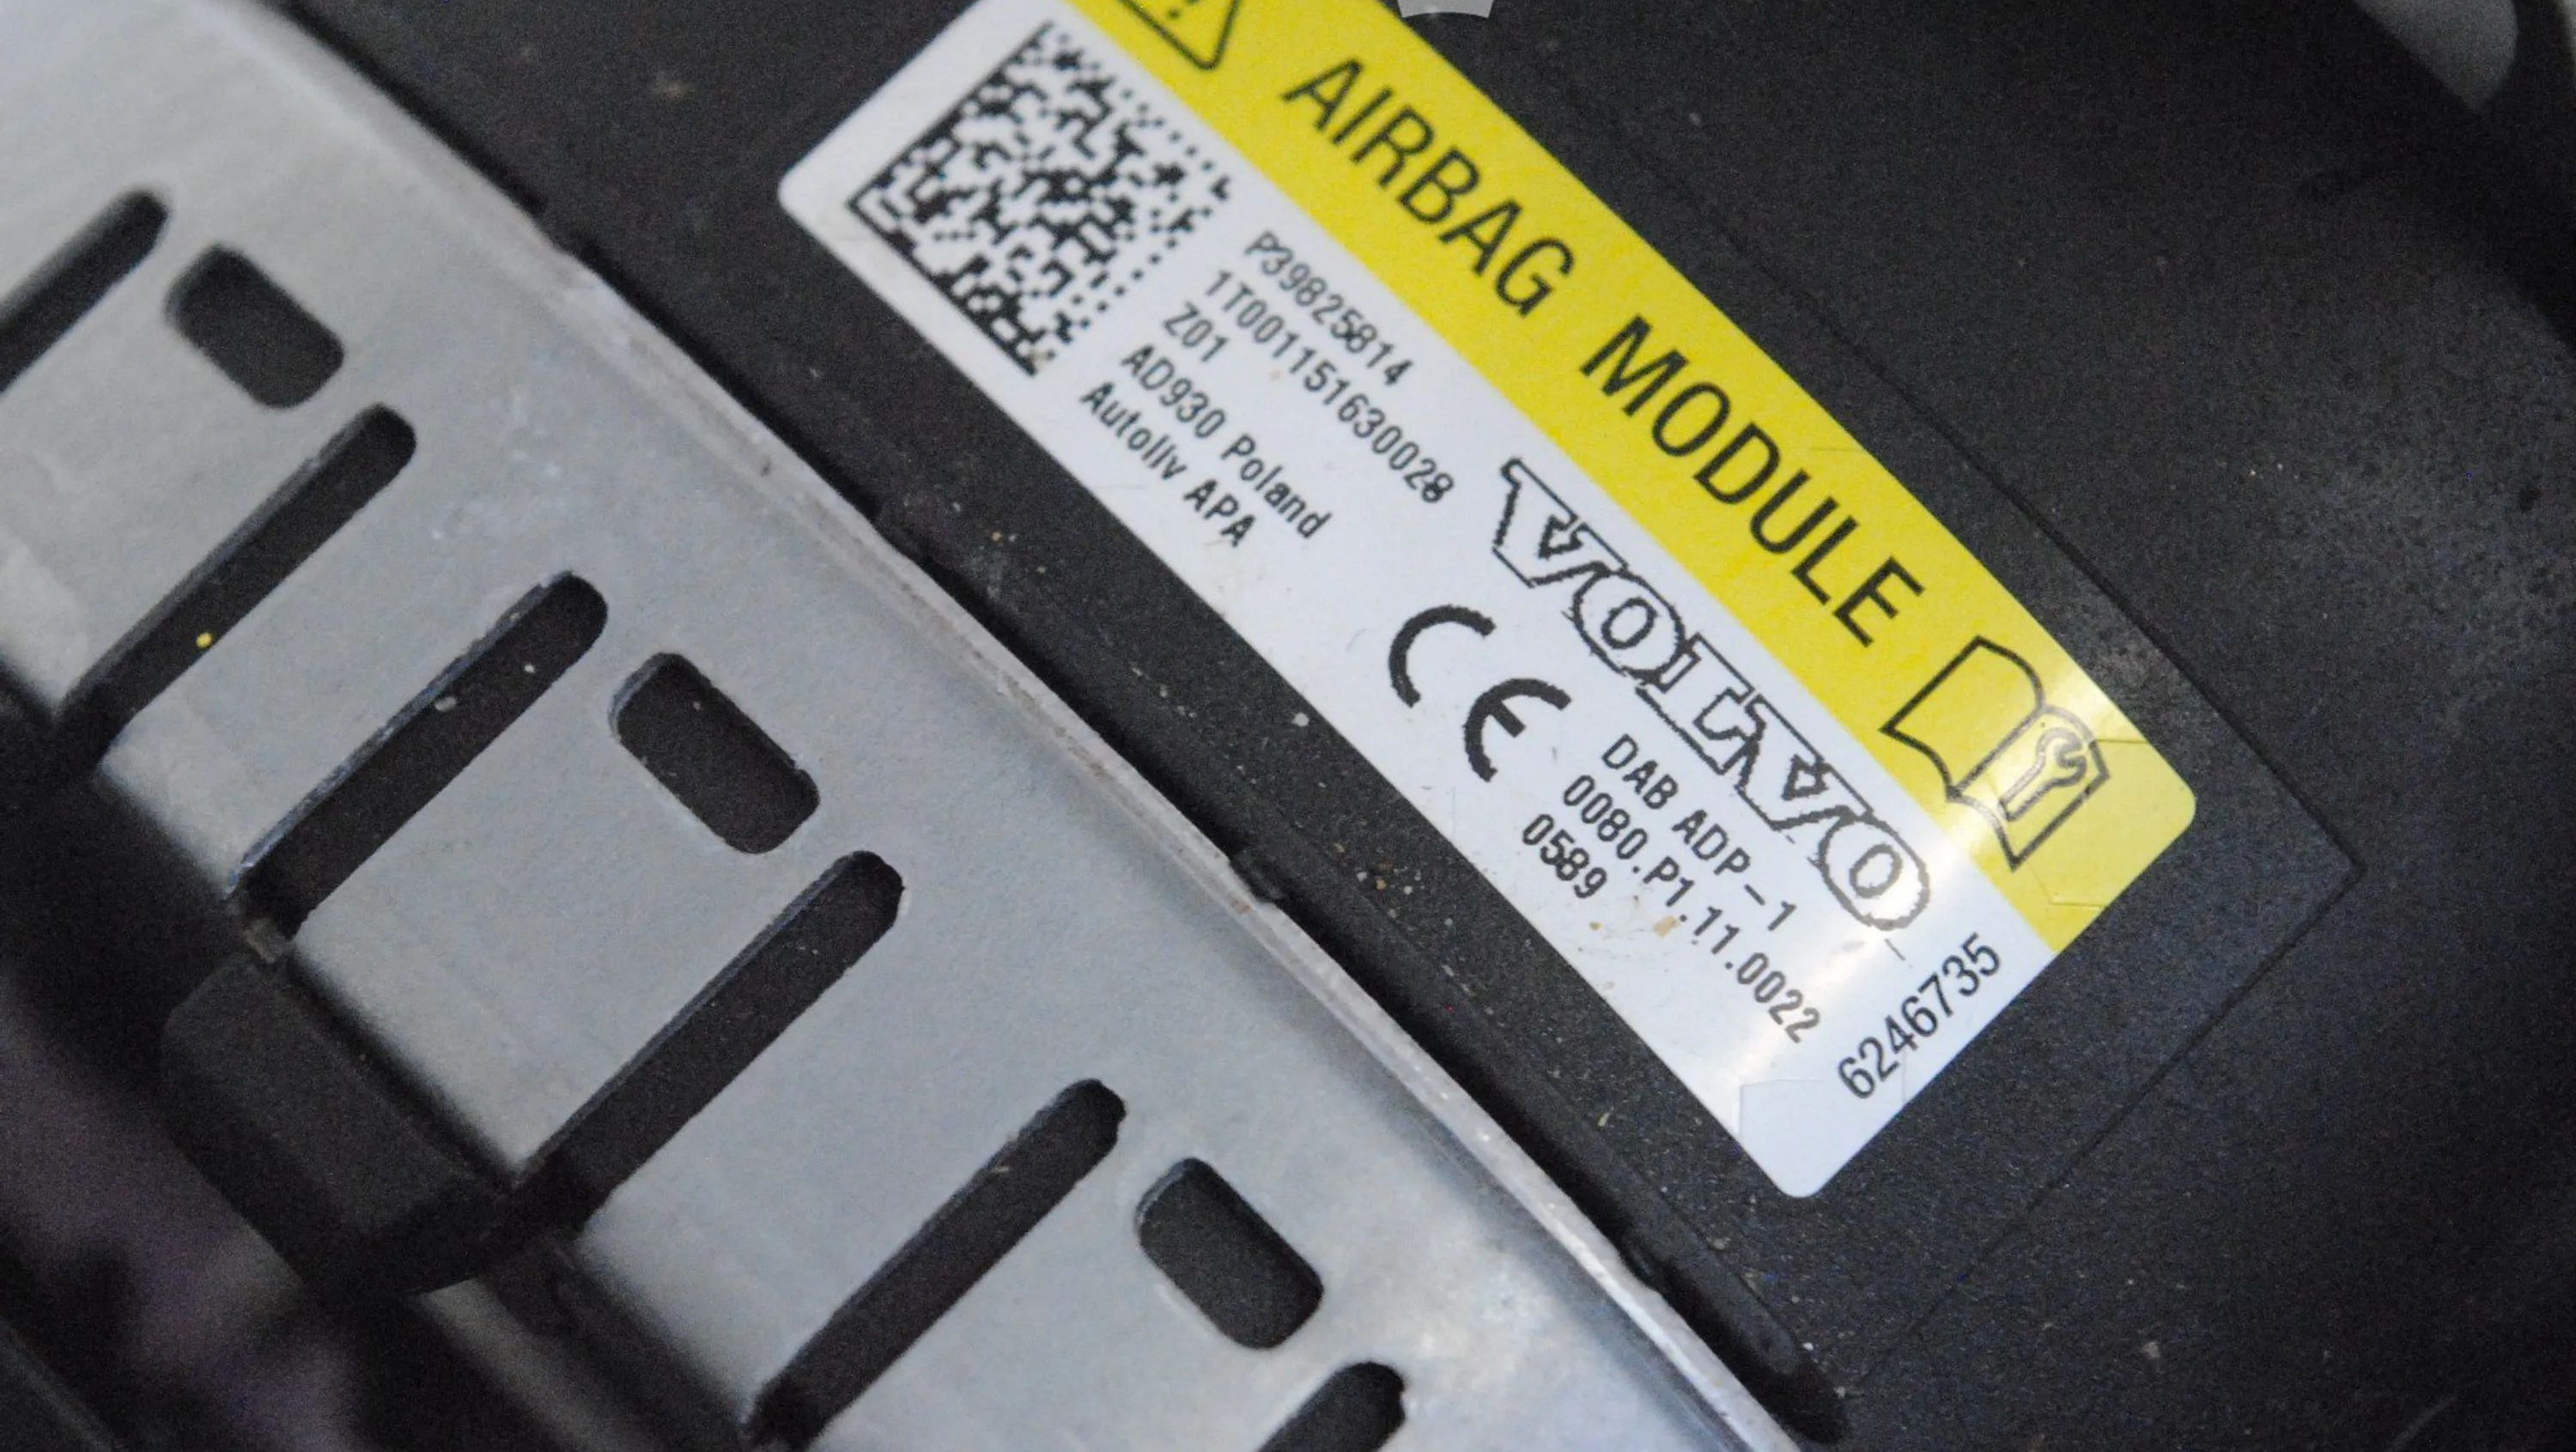 AIRBAG MODULE
P39825814
1T001151630028
Z01
AD930 Poland
Autoliv APA
VOLVO
CE
DAB ADP-1
0080.P1.11.0022
0589
6246735